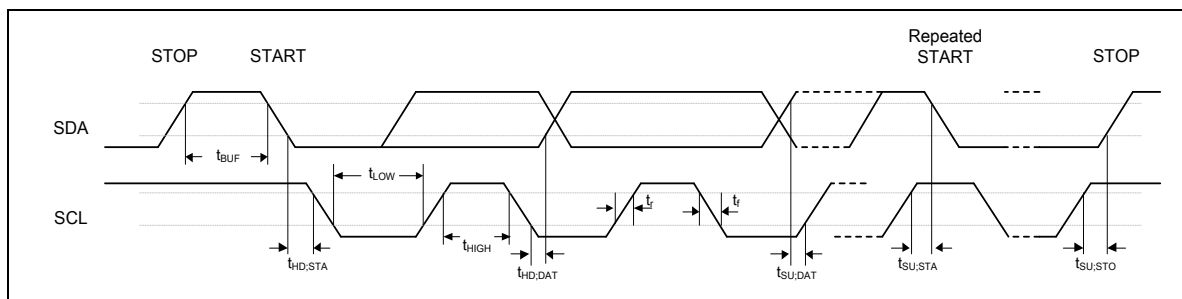 STOP
START
Repeated
START
STOP
SDA
tBUF
tLOW
tr
tf
SCL
tHD;STA
tHIGH
tHD;DAT
tSU;DAT
tSU;STA
tSU;STO